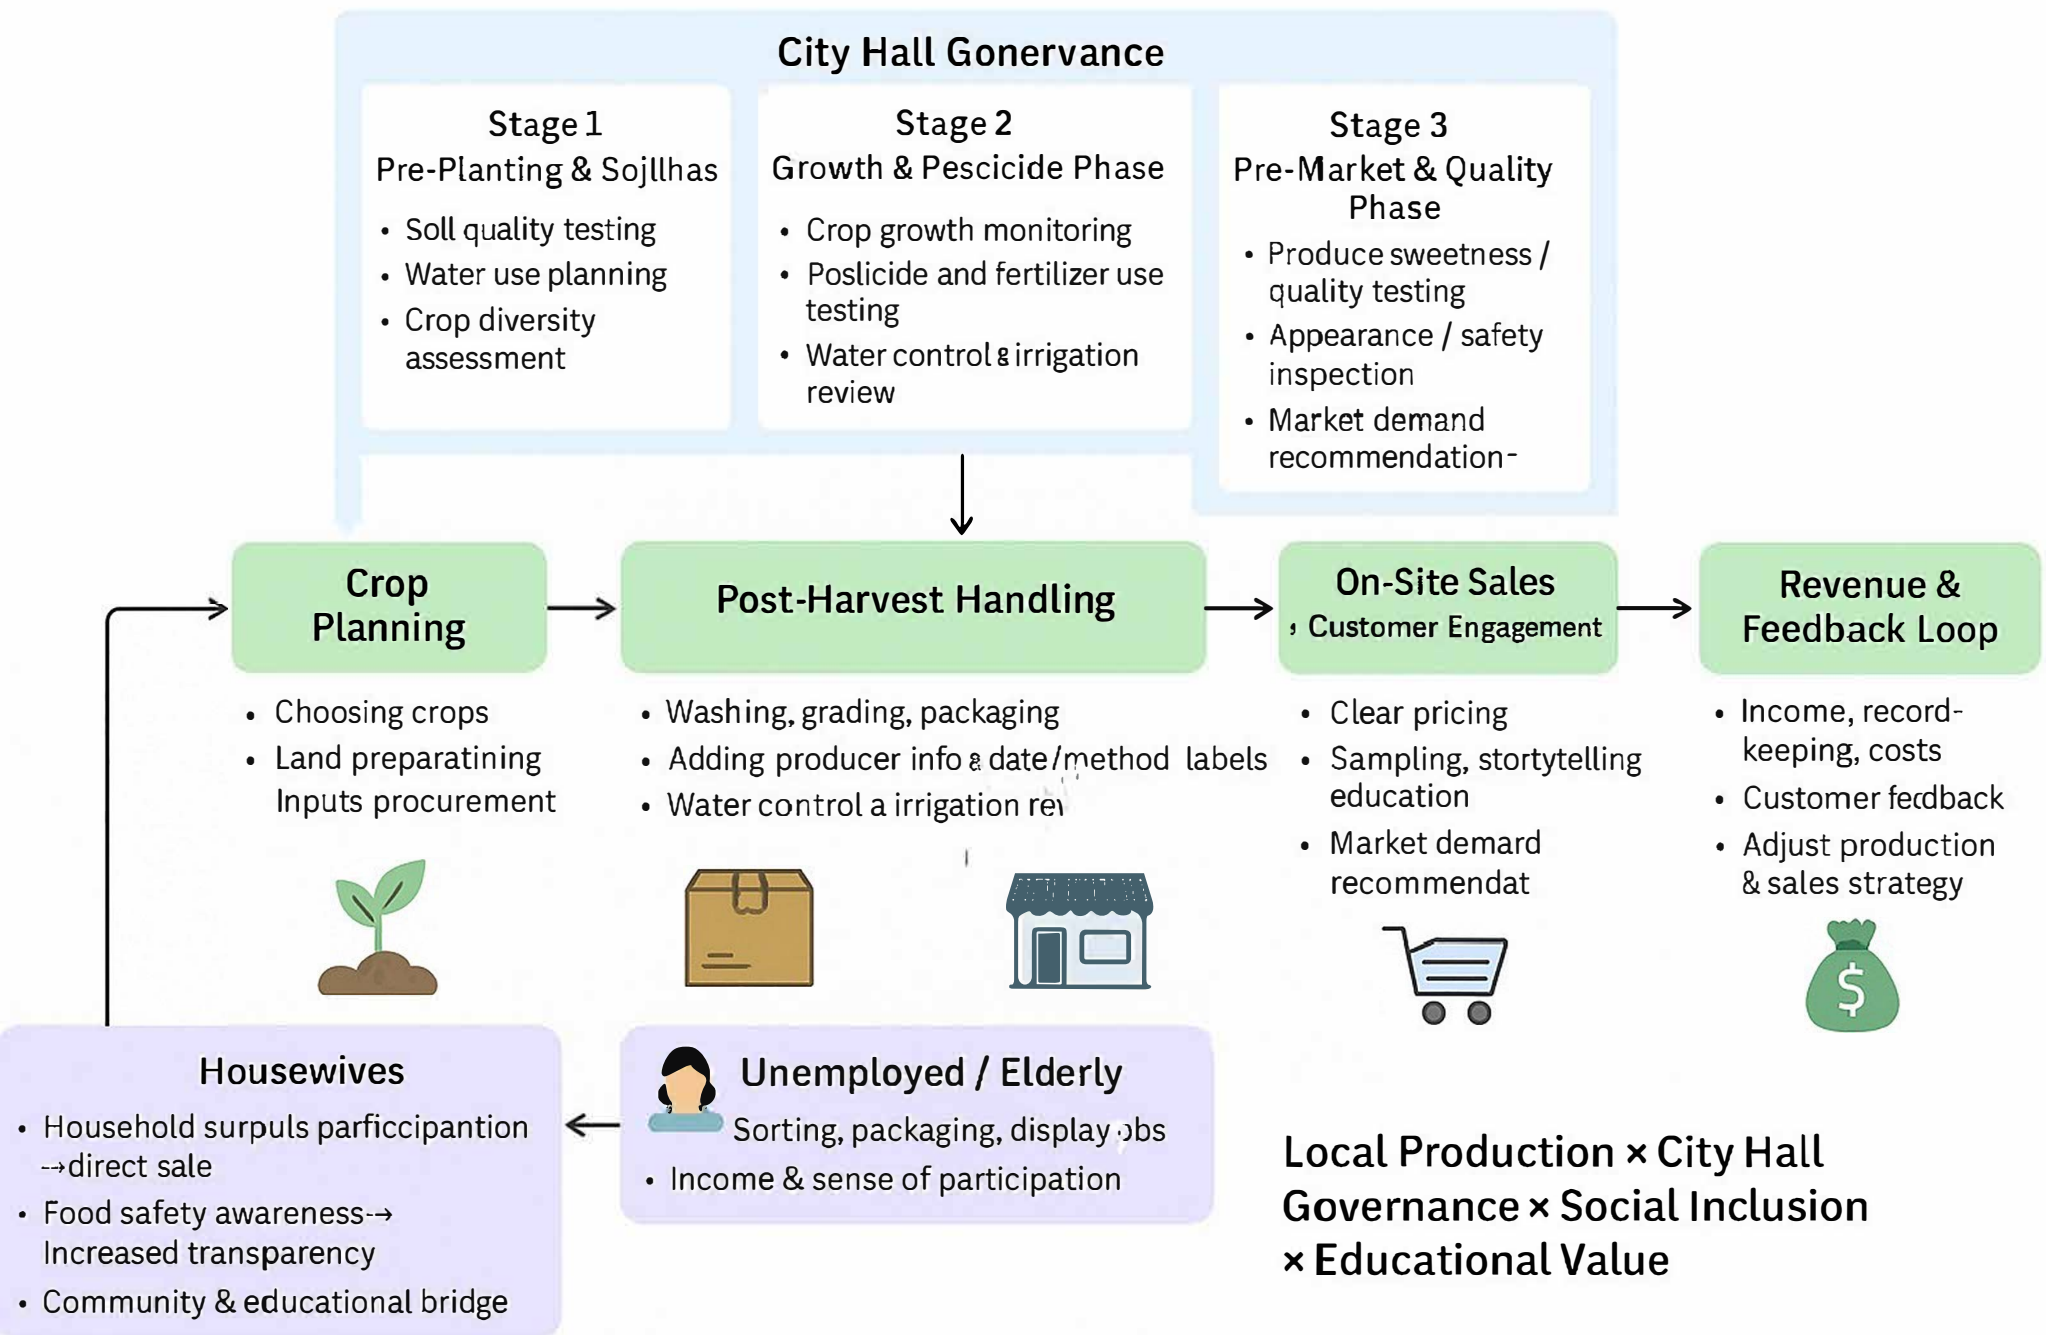 City Hall Gonervance
Stage 1
Pre-Planting & Sojllhas
• Soll quality testing
• Water use planning
• Crop diversity
assessment
Stage 2
Growth & Pescicide Phase
• Crop growth monitoring
• Poslicide and fertilizer use
testing
• Water control & irrigation
review
Stage 3
Pre-Market & Quality
Phase
• Produce sweetness /
quality testing
• Appearance / safety
inspection
• Market demand
recommendation-
Crop
Planning
• Choosing crops
• Land preparatining
Inputs procurement
Post-Harvest Handling
• Washing, grading, packaging
• Adding producer info & date/method labels
• Water control a irrigation rev
On-Site Sales
, Customer Engagement
• Clear pricing
• Sampling, stortytelling
education
• Market demard
recommendat
Revenue &
Feedback Loop
• Income, record-
keeping, costs
• Customer fedback
• Adjust production
& sales strategy
$
Housewives
• Household surpuls parficcipantion
→direct sale
• Food safety awareness→
Increased transparency
• Community & educational bridge
Unemployed / Elderly
Sorting, packaging, display
• Income & sense of participation
Local Production × City Hall
Governance × Social Inclusion
× Educational Value